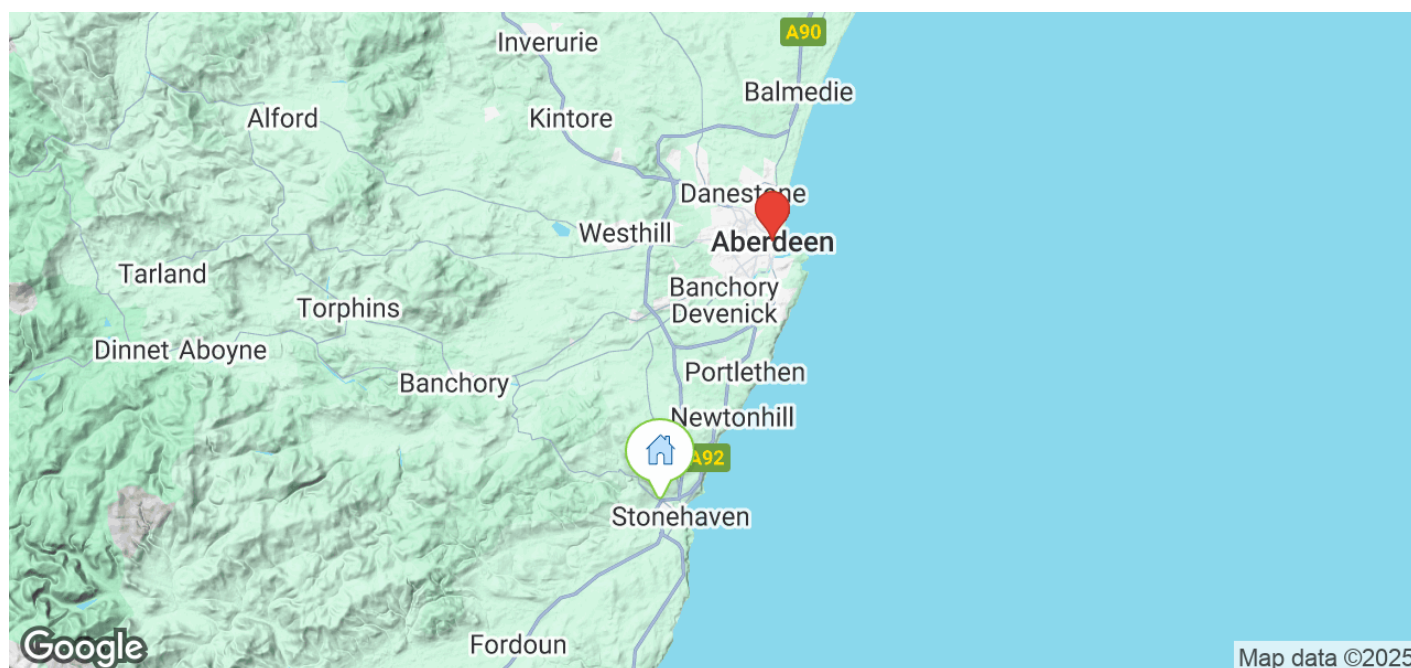 A90
Inverurie
Balmedie
Alford
Kintore
Danestone
Westhill
Aberdeen
Tarland
Banchory
Devenick
Torphins
Dinnet Aboyne
Portlethen
Banchory
Newtonhill
A92
Stonehaven
Fordoun
Google
Map data ©2025